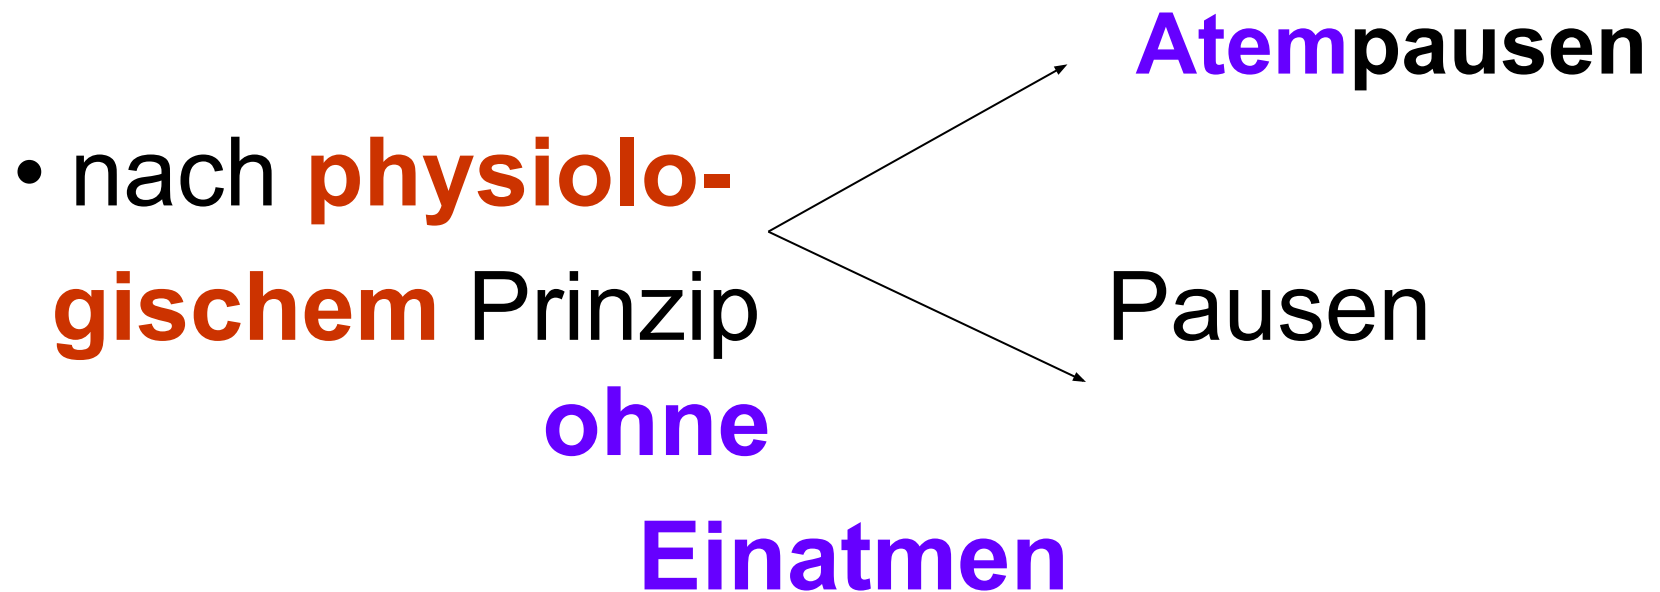 Atempausen
• nach physiolo-
gischem Prinzip Pausen
ohne
Einatmen